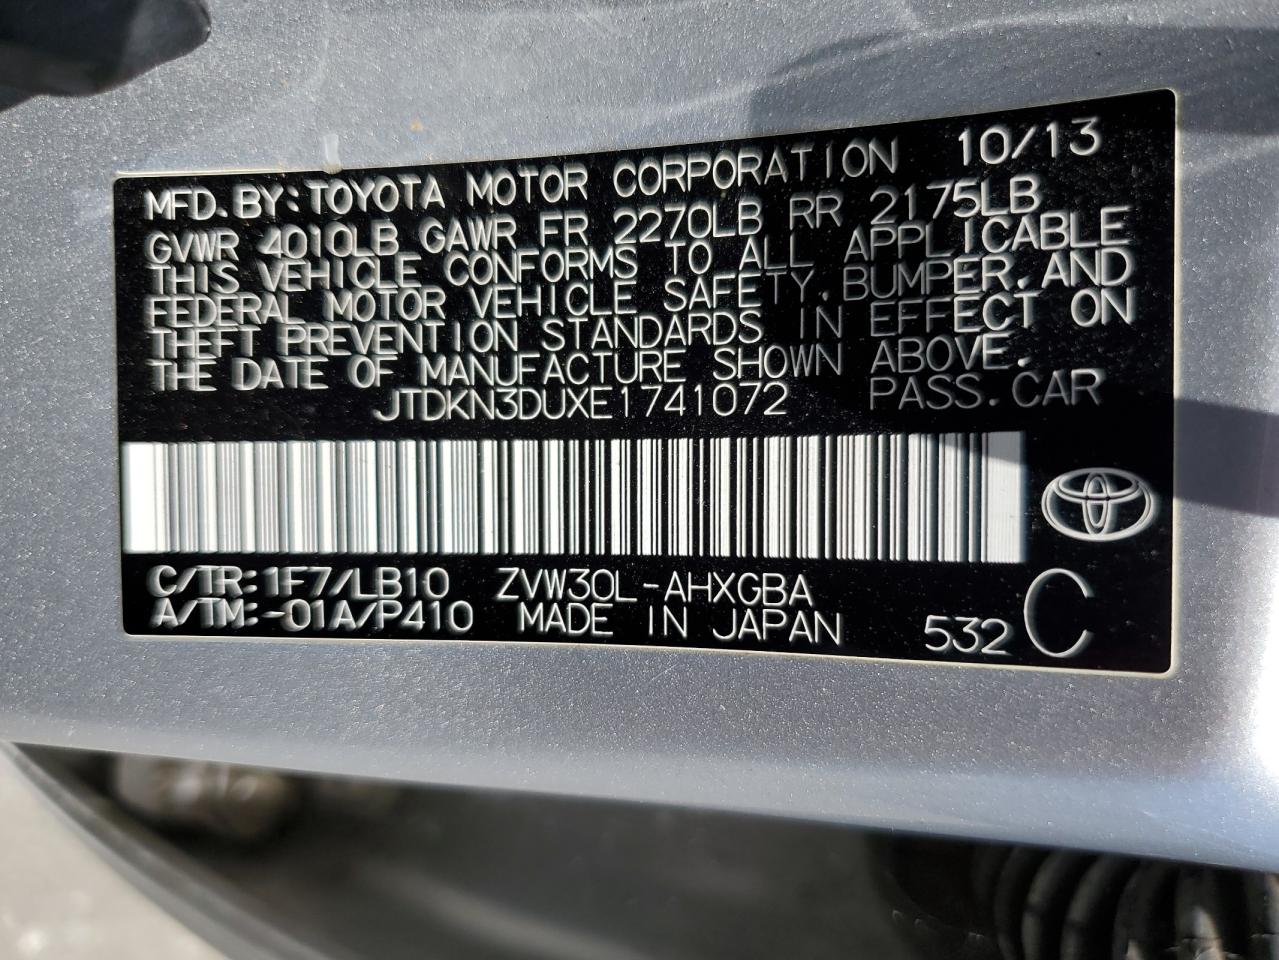 MFD. BY: TOYOTA MOTOR CORPORATION 10/13
GVWR 4010LB GAWR FR 2270LB RR 2175LB
THIS VEHICLE CONFORMS TO ALL APPLICABLE
FEDERAL MOTOR VEHICLE SAFETY, BUMPER, AND
THEFT PREVENTION STANDARDS IN EFFECT ON
THE DATE OF MANUFACTURE SHOWN ABOVE.
JTDKN3DUXE1741072 PASS. CAR
C/TR: 1F7/LB10 ZVW30L-AHXGBA
A/TM: -01A/P410 MADE IN JAPAN 532 C